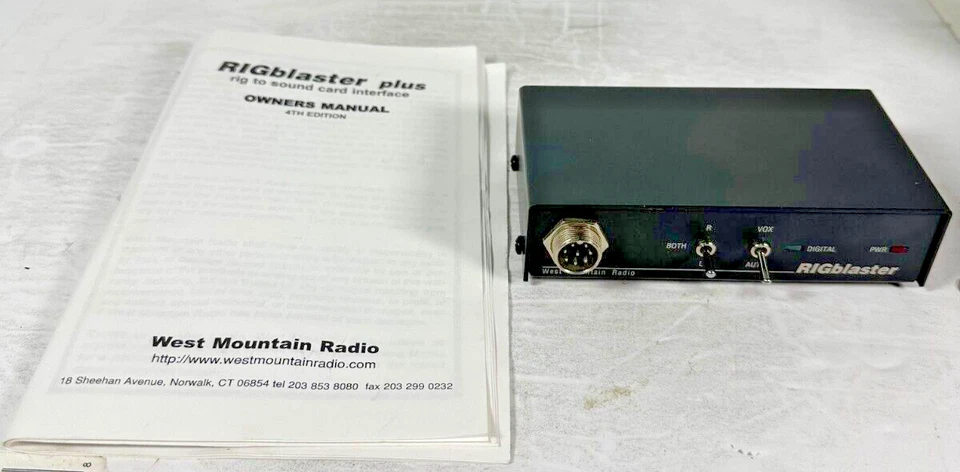 RIGblaster plus
rig to sound card interface
OWNERS MANUAL
4TH EDITION
West Mountain Radio
http://www.westmountainradio.com
18 Sheehan Avenue, Norwalk, CT 06854 tel 203 853 8080 fax 203 299 0232
8
R
BOTH
L
VOX
AUT
DIGITAL
PWR
West Mountain Radio
RIGblaster